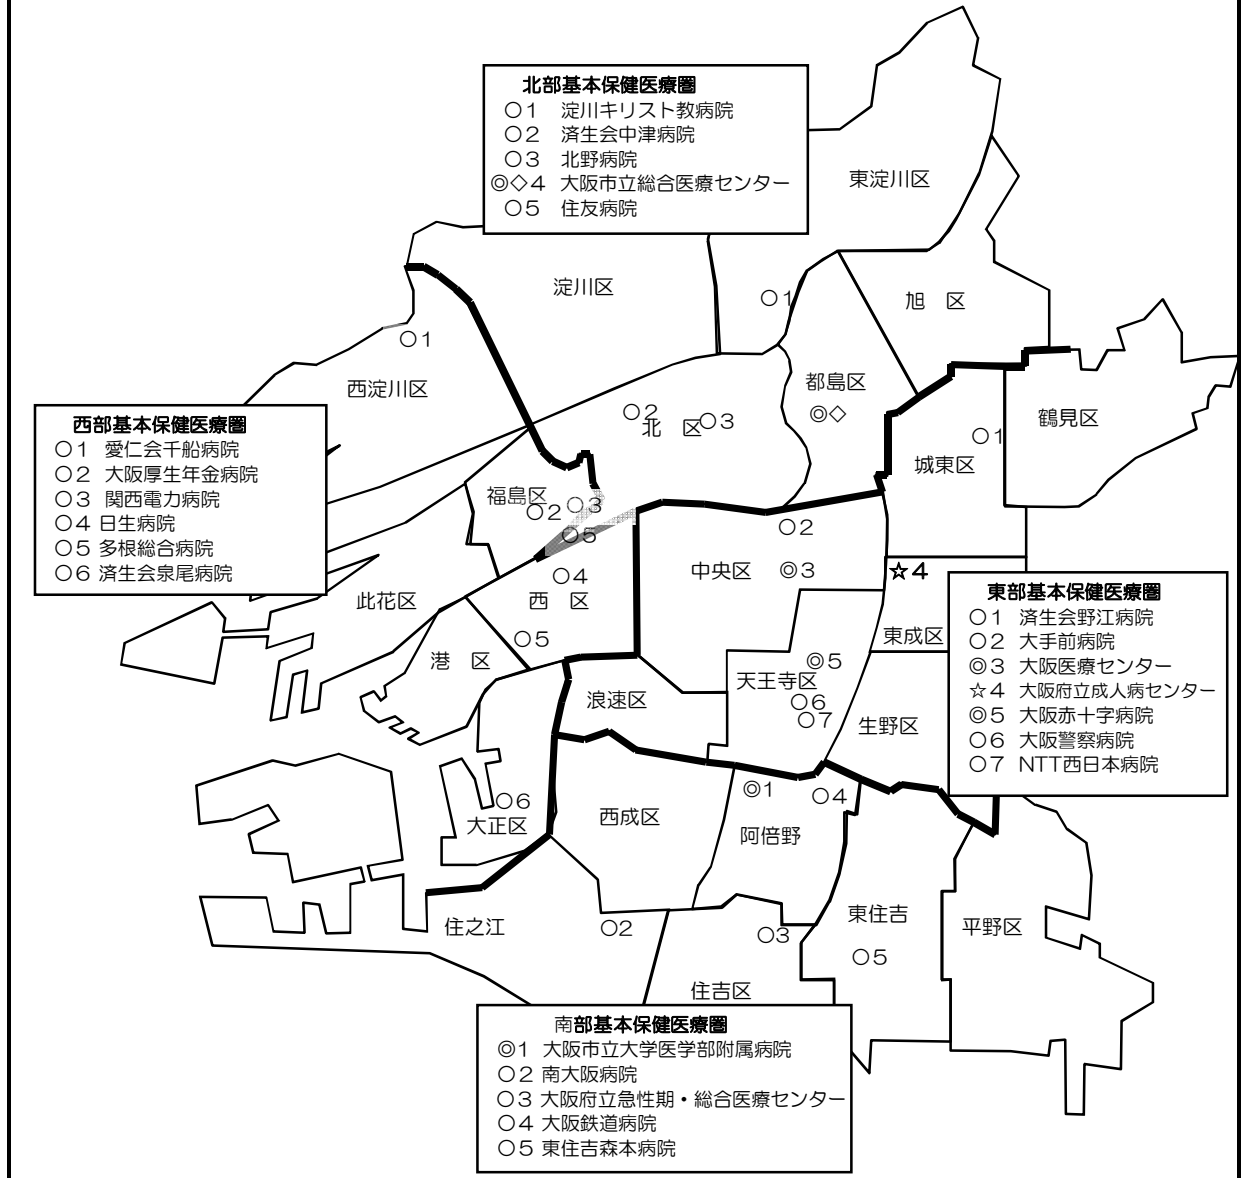 北部基本保健医療圏
○1 淀川キリスト教病院
○2 済生会中津病院
○3 北野病院
◎◇4 大阪市立総合医療センター
○5 住友病院
東淀川区
淀川区
○1
旭 区
○1
西淀川区
都島区
◎◇
○2
北 区
○3
鶴見区
○1
城東区
西部基本保健医療圏
○1 愛仁会千船病院
○2 大阪厚生年金病院
○3 関西電力病院
○4 日生病院
○5 多根総合病院
○6 済生会泉尾病院
福島区
○2
○3
○5
○2
中央区
◎3
☆4
○4
西 区
○5
此花区
港 区
東成区
東部基本保健医療圏
○1 済生会野江病院
○2 大手前病院
◎3 大阪医療センター
☆4 大阪府立成人病センター
◎5 大阪赤十字病院
○6 大阪警察病院
○7 NTT西日本病院
◎5
天王寺区
○6
○7
浪速区
生野区
◎1
○4
○6
大正区
西成区
阿倍野
東住吉
○5
平野区
住之江
○2
○3
住吉区
南部基本保健医療圏
◎1 大阪市立大学医学部附属病院
○2 南大阪病院
○3 大阪府立急性期・総合医療センター
○4 大阪鉄道病院
○5 東住吉森本病院